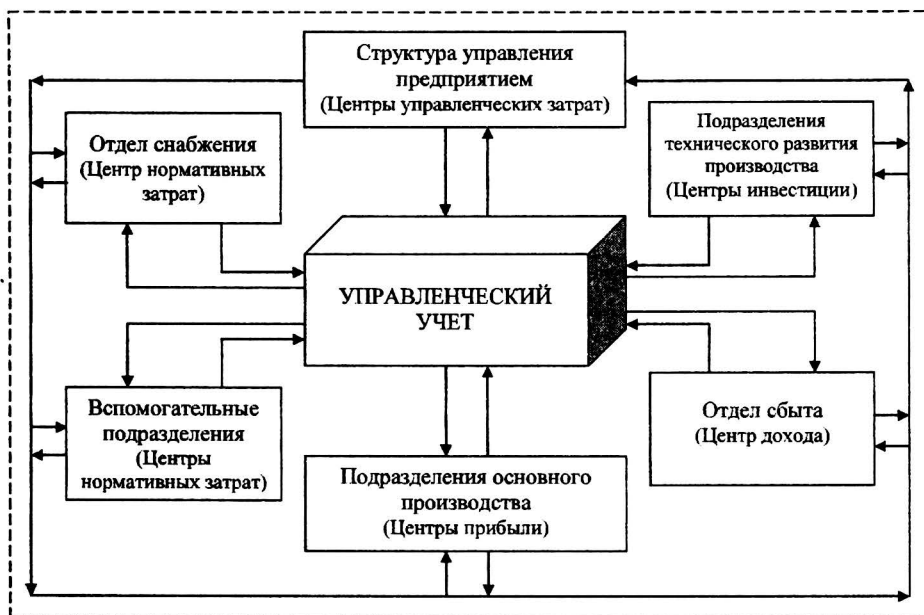 Структура управления
предприятием
(Центры управленческих затрат)
Отдел снабжения
(Центр нормативных
затрат)
Подразделения
технического развития
производства
(Центры инвестиции)
УПРАВЛЕНЧЕСКИЙ
УЧЕТ
Вспомогательные
подразделения
(Центры
нормативных затрат)
Отдел сбыта
(Центр дохода)
Подразделения основного
производства
(Центры прибыли)